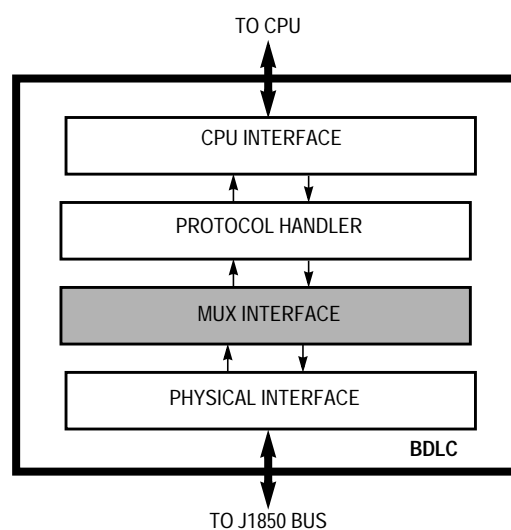 TO CPU
CPU INTERFACE
PROTOCOL HANDLER
MUX INTERFACE
PHYSICAL INTERFACE
BDLC
TO J1850 BUS